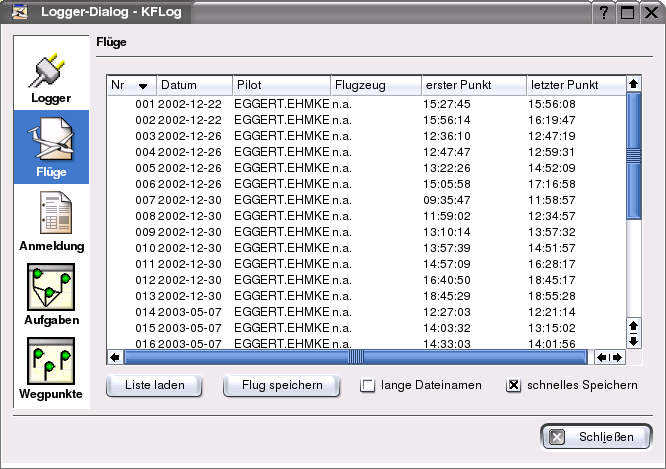 Logger-Dialog - KFLog
Flüge
Logger
Flüge
Anmeldung
Aufgaben
Wegpunkte
Nr Datum Pilot Flugzeug erster Punkt letzter Punkt
001 2002-12-22 EGGERT.EHMKE n.a. 15:27:45 15:56:08
002 2002-12-22 EGGERT.EHMKE n.a. 15:56:14 16:19:47
003 2002-12-26 EGGERT.EHMKE n.a. 12:36:10 12:47:19
004 2002-12-26 EGGERT.EHMKE n.a. 12:47:47 12:59:31
005 2002-12-26 EGGERT.EHMKE n.a. 13:22:26 14:52:09
006 2002-12-26 EGGERT.EHMKE n.a. 15:05:58 17:16:58
007 2002-12-30 EGGERT.EHMKE n.a. 09:35:47 11:58:57
008 2002-12-30 EGGERT.EHMKE n.a. 11:59:02 12:34:57
009 2002-12-30 EGGERT.EHMKE n.a. 13:10:14 13:57:32
010 2002-12-30 EGGERT.EHMKE n.a. 13:57:39 14:51:57
011 2002-12-30 EGGERT.EHMKE n.a. 14:57:09 16:28:17
012 2002-12-30 EGGERT.EHMKE n.a. 16:40:50 18:45:17
013 2002-12-30 EGGERT.EHMKE n.a. 18:45:29 18:55:28
014 2003-05-07 EGGERT.EHMKE n.a. 12:27:03 12:21:14
015 2003-05-07 EGGERT.EHMKE n.a. 14:03:32 13:15:02
016 2003-05-07 EGGERT.EHMKE n.a. 14:33:03 14:01:56
Liste laden Flug speichern lange Dateinamen schnelles Speichern
Schließen